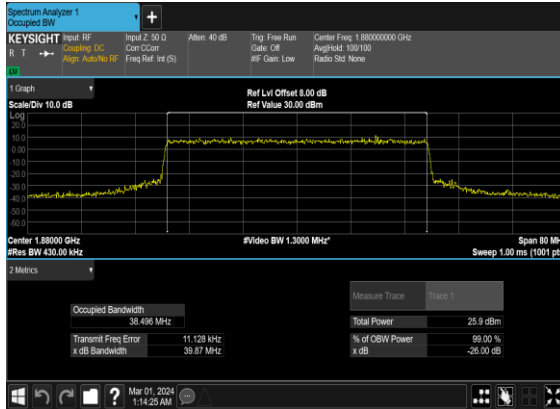 Spectrum Analyzer 1
Occupied BW
KEYSIGHT
R T
LV
Input: RF
Coupling: DC
Align: Auto/No RF
Input Z: 50 Ω
Corr CCorr
Freq Ref: Int (S)
Atten: 40 dB
Trig: Free Run
Gate: Off
#IF Gain: Low
Center Freq: 1.880000000 GHz
Avg|Hold: 100/100
Radio Std: None
1 Graph
Scale/Div 10.0 dB
Ref Lvl Offset 8.00 dB
Ref Value 30.00 dBm
Log
20.0
10.0
0.00
-10.0
-20.0
-30.0
-40.0
-50.0
-60.0
Center 1.88000 GHz
#Res BW 430.00 kHz
#Video BW 1.3000 MHz*
Span 80 MH
Sweep 1.00 ms (1001 pt
2 Metrics
Measure Trace Trace 1
Occupied Bandwidth
38.496 MHz
Total Power 25.9 dBm
Transmit Freq Error 11.128 kHz
% of OBW Power 99.00 %
x dB Bandwidth 39.87 MHz
x dB -26.00 dB
?
Mar 01, 2024
1:14:25 AM